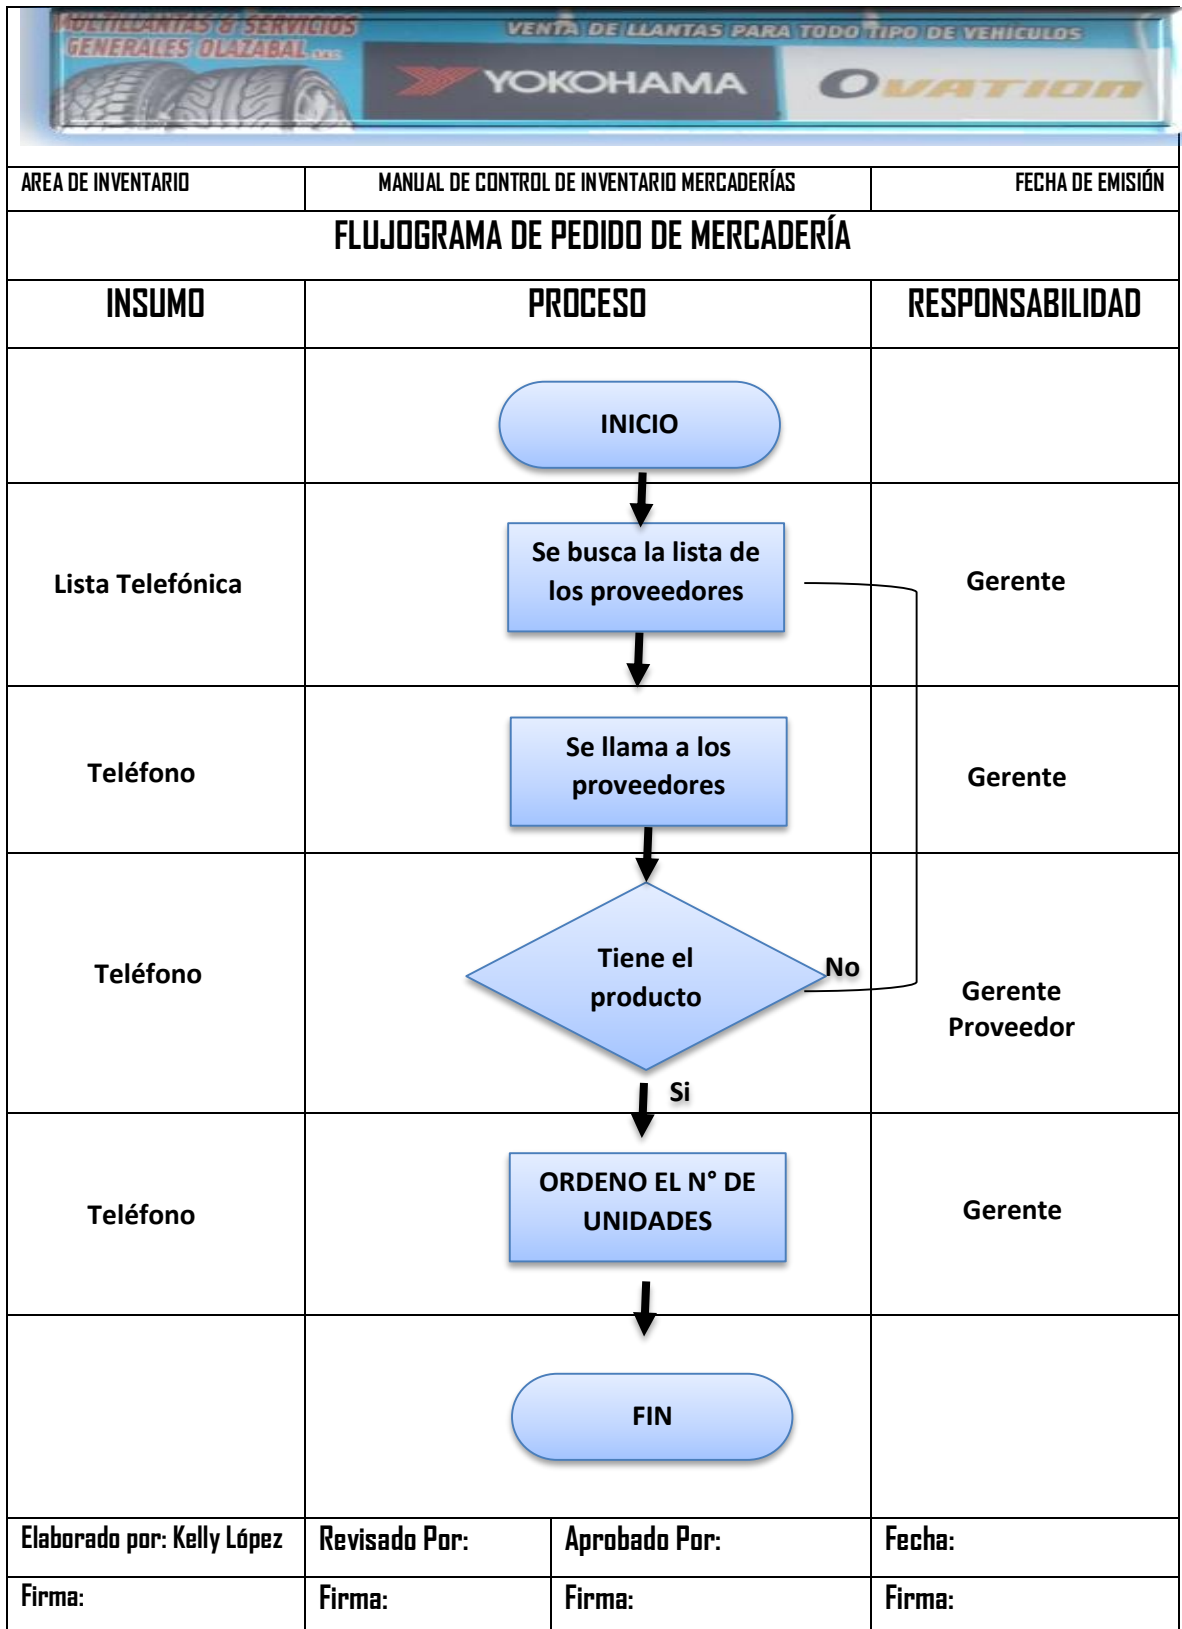 MULTILLANTAS & SERVICIOS
GENERALES OLAZABAL S.A.S
VENTA DE LLANTAS PARA TODO TIPO DE VEHÍCULOS
YOKOHAMA
OVATION
AREA DE INVENTARIO
MANUAL DE CONTROL DE INVENTARIO MERCADERÍAS
FECHA DE EMISIÓN
FLUJOGRAMA DE PEDIDO DE MERCADERÍA
INSUMO
PROCESO
RESPONSABILIDAD
INICIO
Lista Telefónica
Se busca la lista de
los proveedores
Gerente
Teléfono
Se llama a los
proveedores
Gerente
Teléfono
Tiene el
producto
No
Gerente
Proveedor
Si
Teléfono
ORDENO EL N° DE
UNIDADES
Gerente
FIN
Elaborado por: Kelly López
Revisado Por:
Aprobado Por:
Fecha:
Firma:
Firma:
Firma:
Firma: